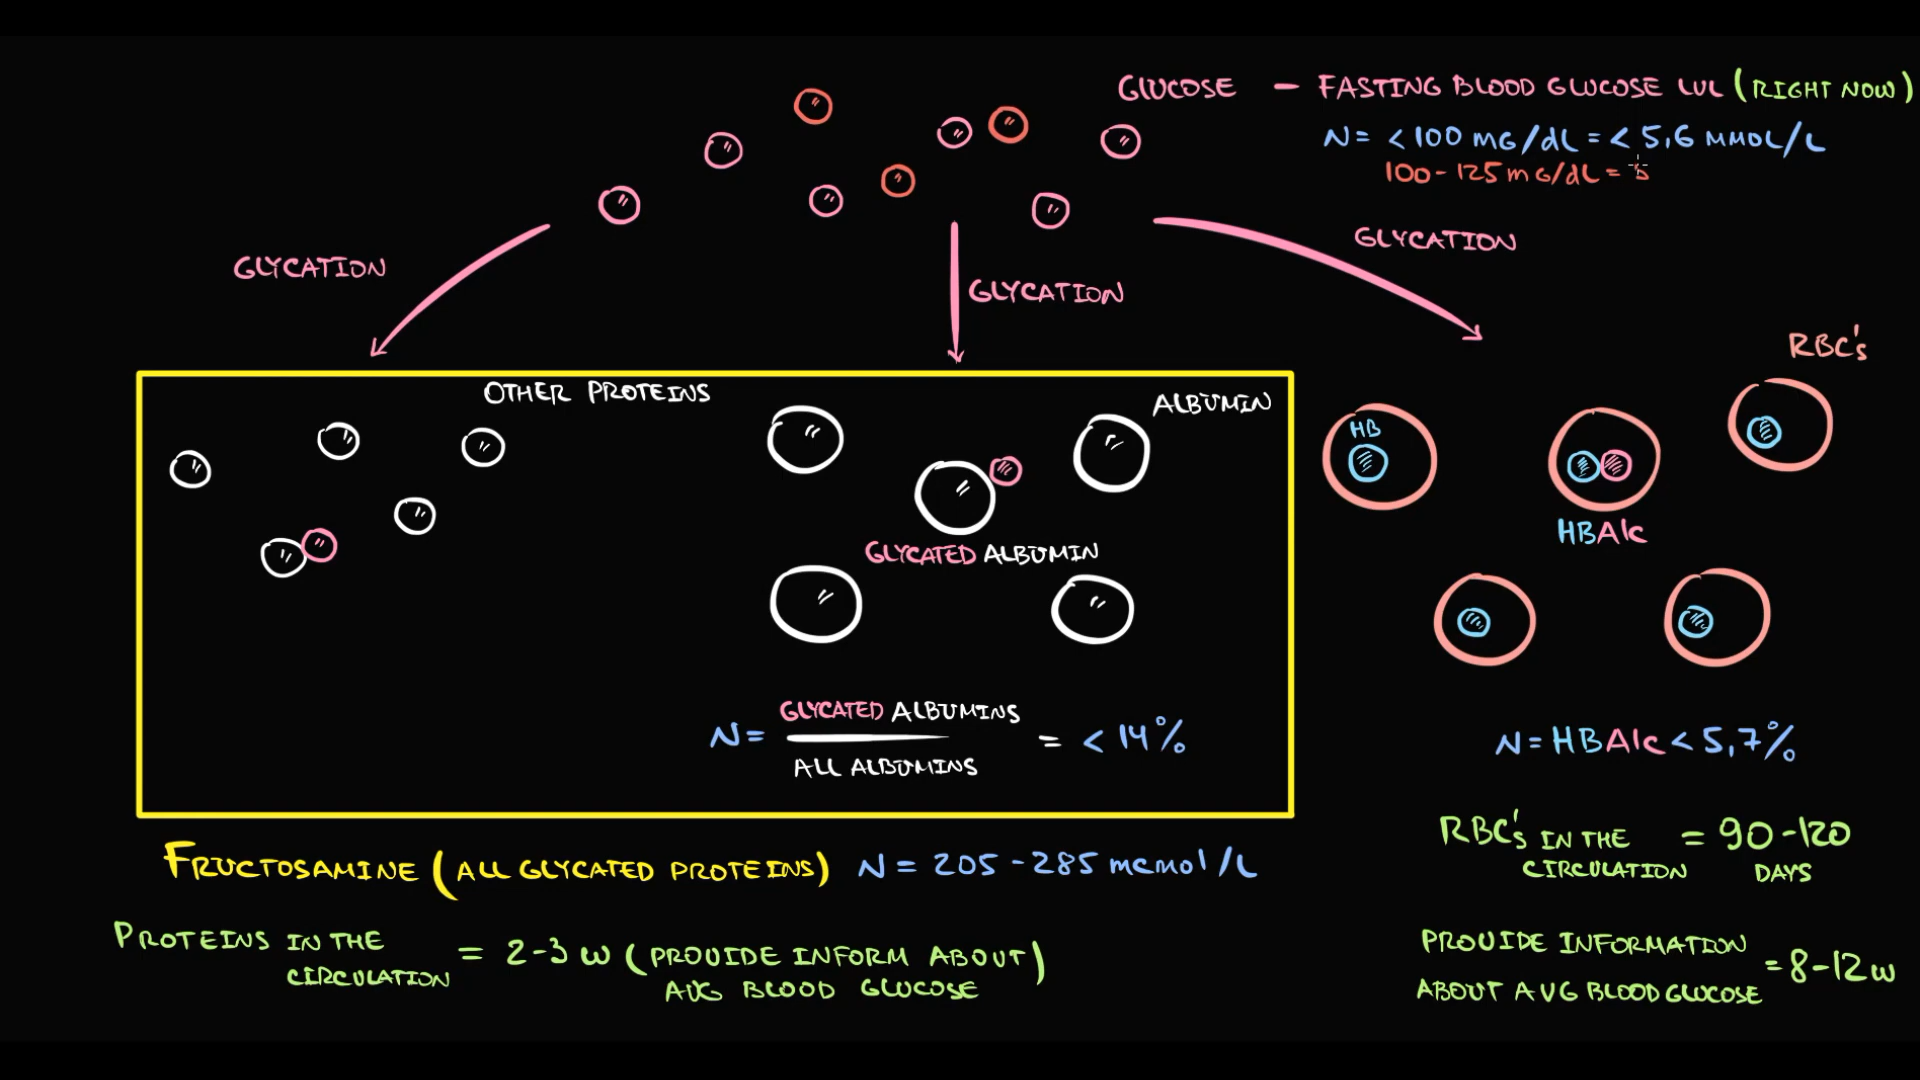 GLUCOSE - FASTING BLOOD GLUCOSE LVL (RIGHT NOW)
N = < 100 mG/dL = < 5,6 MMOL/L
100 - 125 mG/dL = 5
GLYCATION
GLYCATION
GLYCATION
RBC's
OTHER PROTEINS
ALBUMIN
HB
HBA1c
GLYCATED ALBUMIN
N = GLYCATED ALBUMINS
ALL ALBUMINS
= < 14%
N = HBA1c < 5,7%
FRUCTOSAMINE (ALL GLYCATED PROTEINS) N = 205 - 285 mcmol/L
RBC's IN THE CIRCULATION = 90 - 120 DAYS
PROTEINS IN THE CIRCULATION = 2-3 W (PROVIDE INFORM ABOUT
AVG BLOOD GLUCOSE)
PROVIDE INFORMATION
ABOUT AVG BLOOD GLUCOSE = 8-12 W